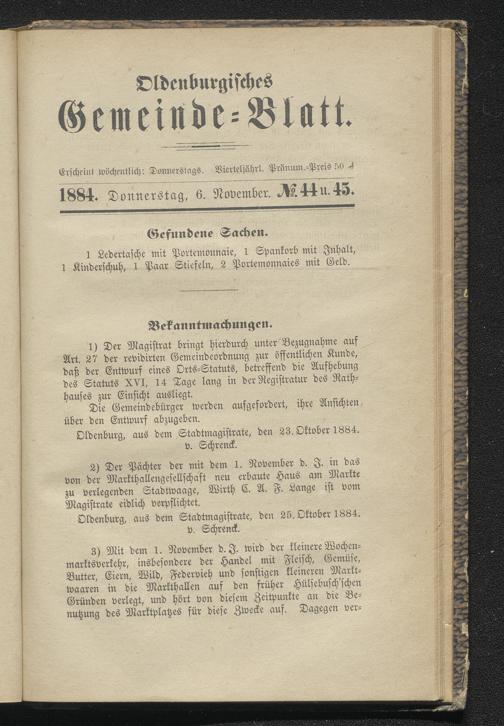 Oldenburgisches
Gemeinde-Blatt.
Erscheint wöchentlich: Donnerstags. Vierteljährl. Pränum.-Preis 50 ₰
1884. Donnerstag, 6. November. №. 44 u. 45.
Gefundene Sachen.
1 Ledertasche mit Portemonnaie, 1 Spankorb mit Inhalt,
1 Kinderschuh, 1 Paar Stiefeln, 2 Portemonnaies mit Geld.
Bekanntmachungen.
1) Der Magistrat bringt hierdurch unter Bezugnahme auf
Art. 27 der revidirten Gemeindeordnung zur öffentlichen Kunde,
daß der Entwurf eines Orts-Statuts, betreffend die Aufhebung
des Statuts XVI, 14 Tage lang in der Registratur des Rath-
hauses zur Einsicht ausliegt.
Die Gemeindebürger werden aufgefordert, ihre Ansichten
über den Entwurf abzugeben.
Oldenburg, aus dem Stadtmagistrate, den 23. Oktober 1884.
v. Schrenck.
2) Der Pächter der mit dem 1. November d. J. in das
von der Markthallengesellschaft neu erbaute Haus am Markte
zu verlegenden Stadtwaage, Wirth C. A. F. Lange ist vom
Magistrate eidlich verpflichtet.
Oldenburg, aus dem Stadtmagistrate, den 25. Oktober 1884.
v. Schrenck.
3) Mit dem 1. November d. J. wird der kleinere Wochen-
marktsverkehr, insbesondere der Handel mit Fleisch, Gemüse,
Butter, Eiern, Wild, Federvieh und sonstigen kleineren Markt-
waaren in die Markthallen auf den früher Hülsebusch'schen
Gründen verlegt, und hört von diesem Zeitpunkte an die Be-
nutzung des Marktplatzes für diese Zwecke auf. Dagegen ver-